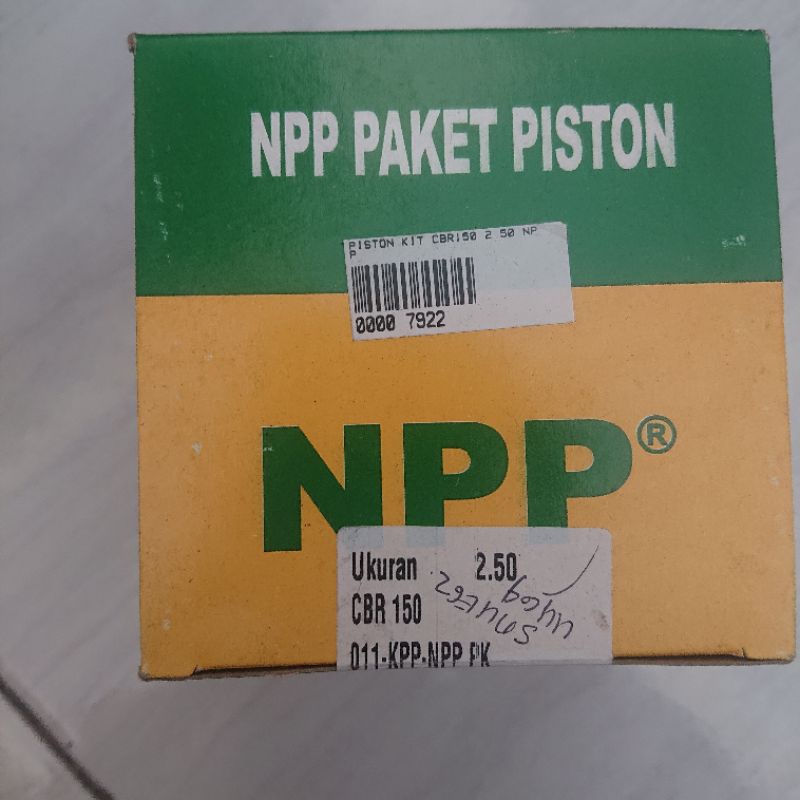 NPP PAKET PISTON
PISTON KIT CBR150 2 50 NP
P
0000 7922
NPP®
Ukuran 2.50
CBR 150
011-KPP-NPP PK